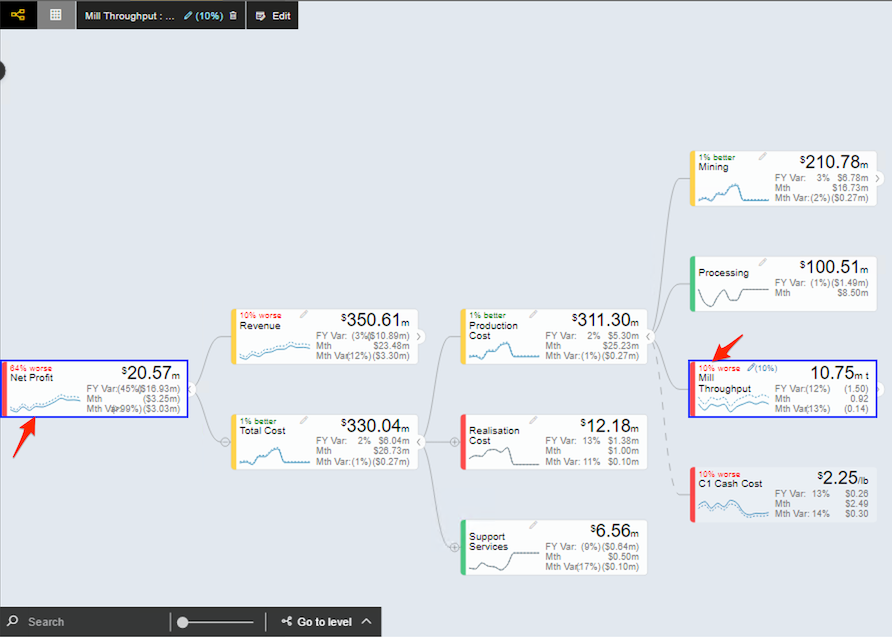 Mill Throughput : ... (10%)
Edit
1% better
Mining
$210.78m
FY Var: 3% $6.78m
Mth $16.73m
Mth Var:(2%)($0.27m)
Processing
$100.51m
FY Var: (1%)($1.49m)
Mth $8.50m
10% worse
Revenue
$350.61m
FY Var: (3%)($10.89m)
Mth $23.48m
Mth Var(12%)($3.30m)
1% better
Production
Cost
$311.30m
FY Var: 2% $5.30m
Mth $25.23m
Mth Var:(1%)($0.27m)
64% worse
Net Profit
$20.57m
FY Var:(45%)($16.93m)
Mth ($3.25m)
Mth Var>99%)($3.03m)
10% worse (10%)
Mill
Throughput
10.75m t
FY Var:(12%) (1.50)
Mth 0.92
Mth Var(13%) (0.14)
1% better
Total Cost
$330.04m
FY Var: 2% $6.04m
Mth $26.73m
Mth Var:(1%)($0.27m)
Realisation
Cost
$12.18m
FY Var: 13% $1.38m
Mth $1.00m
Mth Var: 11% $0.10m
10% worse
C1 Cash Cost
$2.25/lb
FY Var: 13% $0.26
Mth $2.49
Mth Var: 14% $0.30
Support
Services
$6.56m
FY Var: (9%)($0.64m)
Mth $0.50m
Mth Var(17%)($0.10m)
Search
Go to level